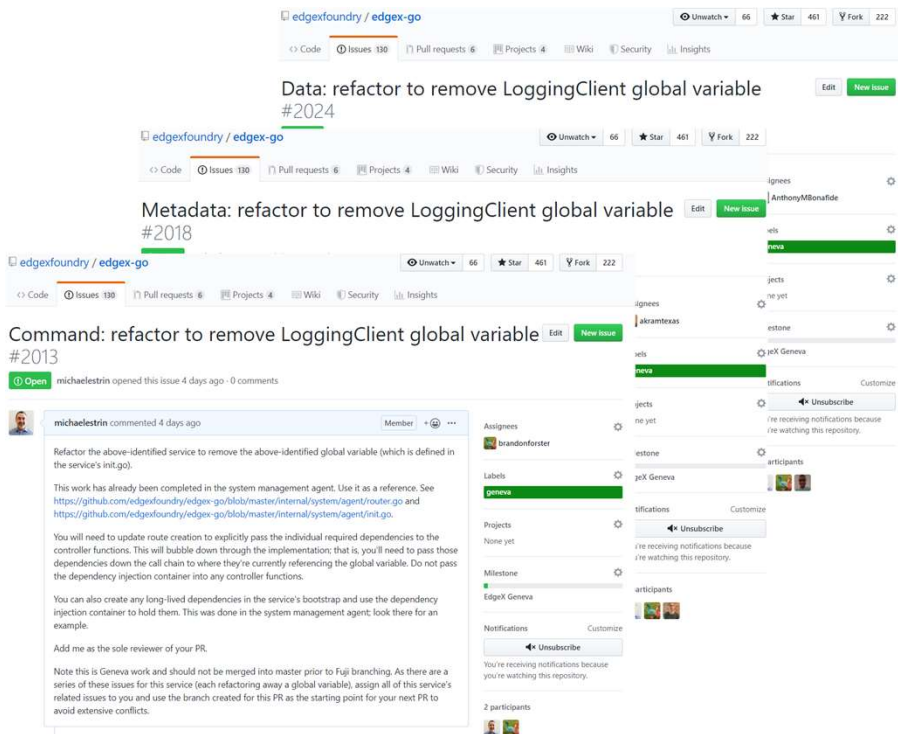 edgexfoundry / edgex-go
Unwatch 66 Star 461 Fork 222
Code Issues 130 Pull requests 6 Projects 4 Wiki Security Insights
Data: refactor to remove LoggingClient global variable
#2024
Edit New issue
AnthonyMBonafide
edgexfoundry / edgex-go
Unwatch 66 Star 461 Fork 222
Code Issues 130 Pull requests 6 Projects 4 Wiki Security Insights
Metadata: refactor to remove LoggingClient global variable
#2018
Edit New issue
akramtexas
Customize
Unsubscribe
edgexfoundry / edgex-go
Unwatch 66 Star 461 Fork 222
Code Issues 130 Pull requests 6 Projects 4 Wiki Security Insights
Command: refactor to remove LoggingClient global variable
#2013
Edit New issue
Open michaelestrin opened this issue 4 days ago · 0 comments
michaelestrin commented 4 days ago
Member
Refactor the above-identified service to remove the above-identified global variable (which is defined in
the service's init.go).
This work has already been completed in the system management agent. Use it as a reference. See
https://github.com/edgexfoundry/edgex-go/blob/master/internal/system/agent/router.go and
https://github.com/edgexfoundry/edgex-go/blob/master/internal/system/agent/init.go.
You will need to update route creation to explicitly pass the individual required dependencies to the
controller functions. This will bubble down through the implementation; that is, you'll need to pass those
dependencies down the call chain to where they're currently referencing the global variable. Do not pass
the dependency injection container into any controller functions.
You can also create any long-lived dependencies in the service's bootstrap and use the dependency
injection container to hold them. This was done in the system management agent; look there for an
example.
Add me as the sole reviewer of your PR.
Note this is Geneva work and should not be merged into master prior to Fuji branching. As there are a
series of these issues for this service (each refactoring away a global variable), assign all of this service's
related issues to you and use the branch created for this PR as the starting point for your next PR to
avoid extensive conflicts.
Assignees
brandonforster
Labels
geneva
Projects
None yet
Milestone
EdgeX Geneva
Notifications Customize
Unsubscribe
You're receiving notifications because
you're watching this repository.
2 participants
Customize
Unsubscribe